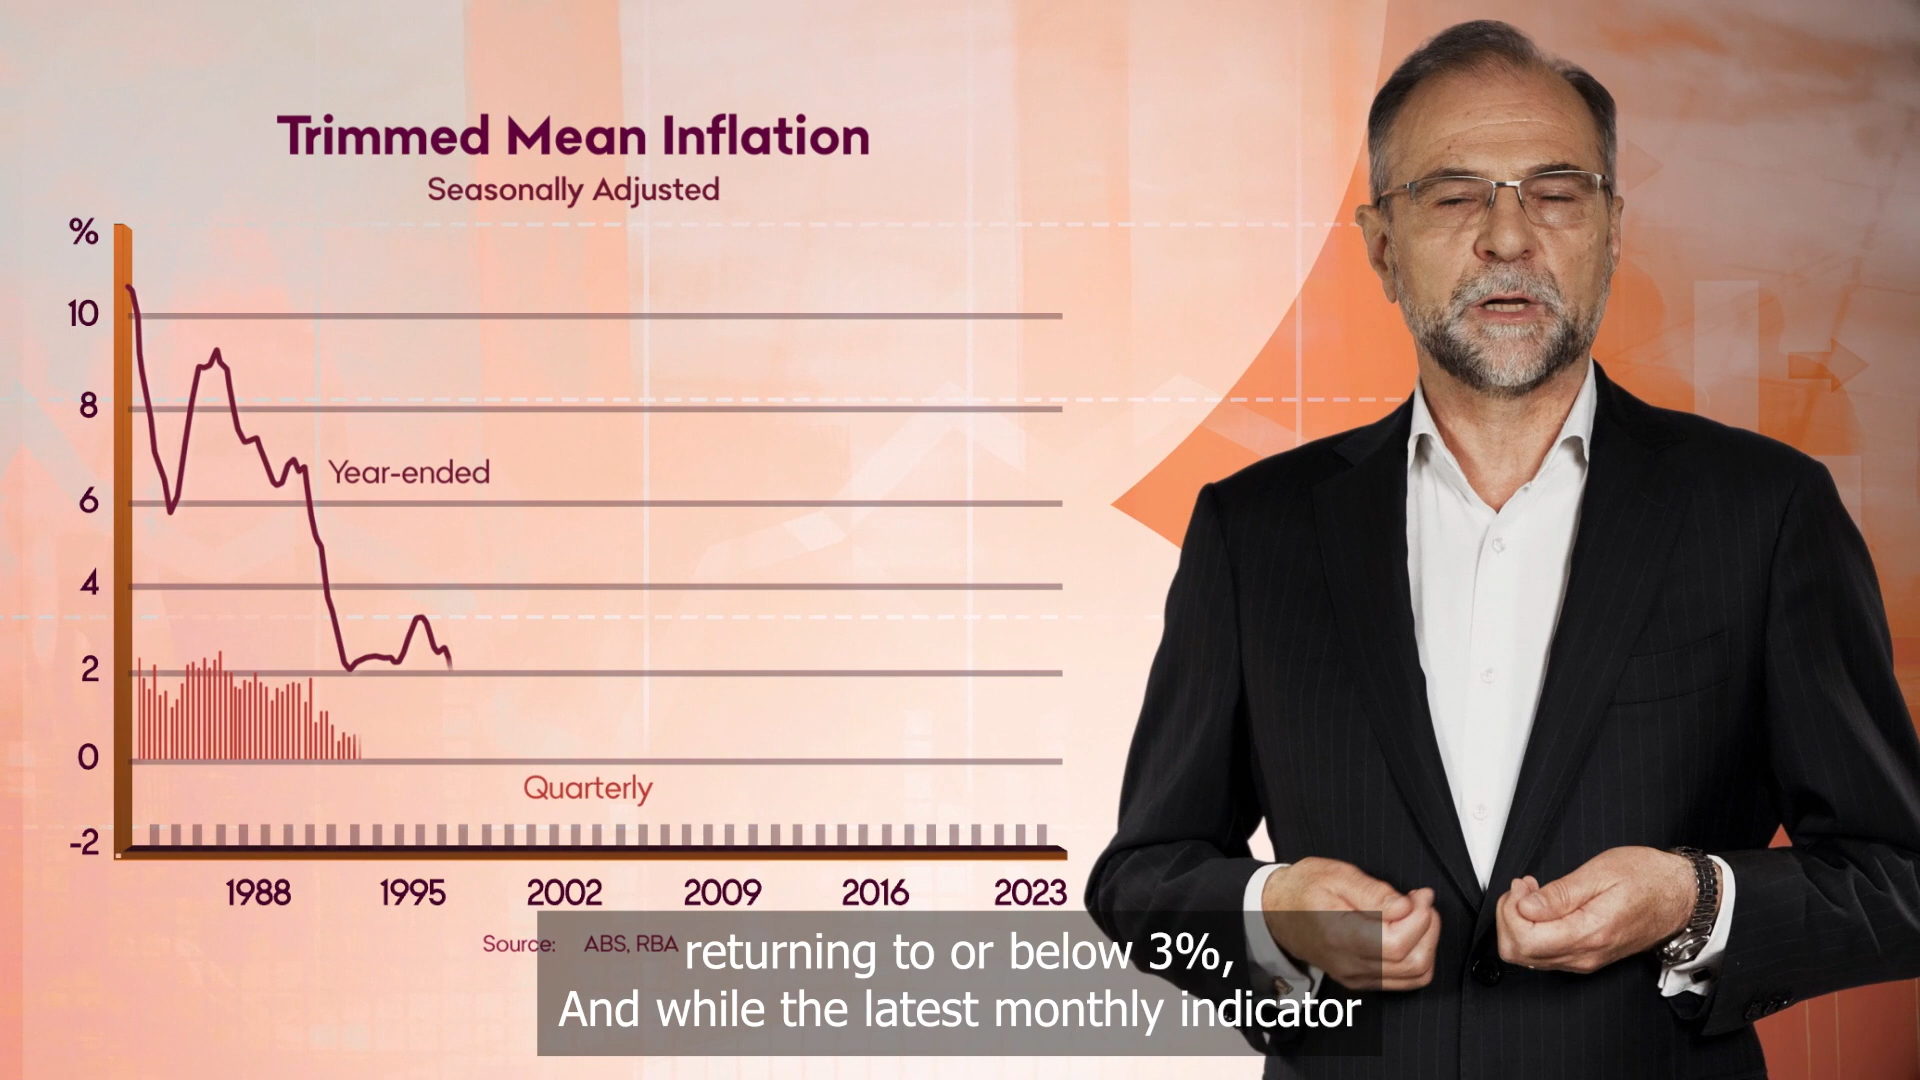 Trimmed Mean Inflation
Seasonally Adjusted
%
10
8
6
4
2
0
-2
Year-ended
Quarterly
1988 1995 2002 2009 2016 2023
Source: ABS, RBA
returning to or below 3%,
And while the latest monthly indicator